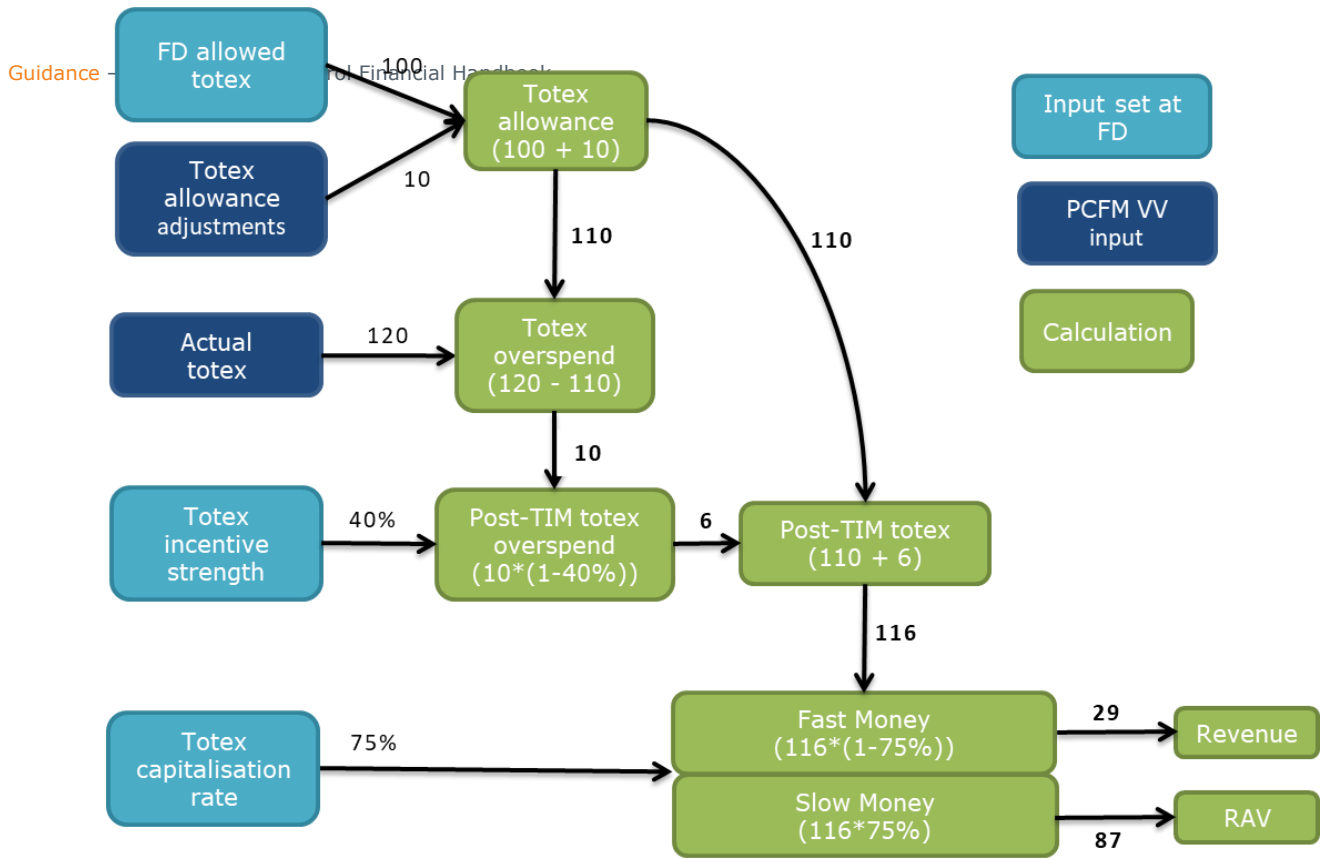 FD allowed
totex
Guidance –
rol Financial Handbook
100
Totex
allowance
(100 + 10)
Input set at
FD
Totex
allowance
adjustments
10
PCFM VV
input
110
110
Actual
totex
120
Totex
overspend
(120 - 110)
Calculation
10
Totex
incentive
strength
40%
Post-TIM totex
overspend
(10*(1-40%))
6
Post-TIM totex
(110 + 6)
116
Totex
capitalisation
rate
75%
Fast Money
(116*(1-75%))
29
Revenue
Slow Money
(116*75%)
87
RAV